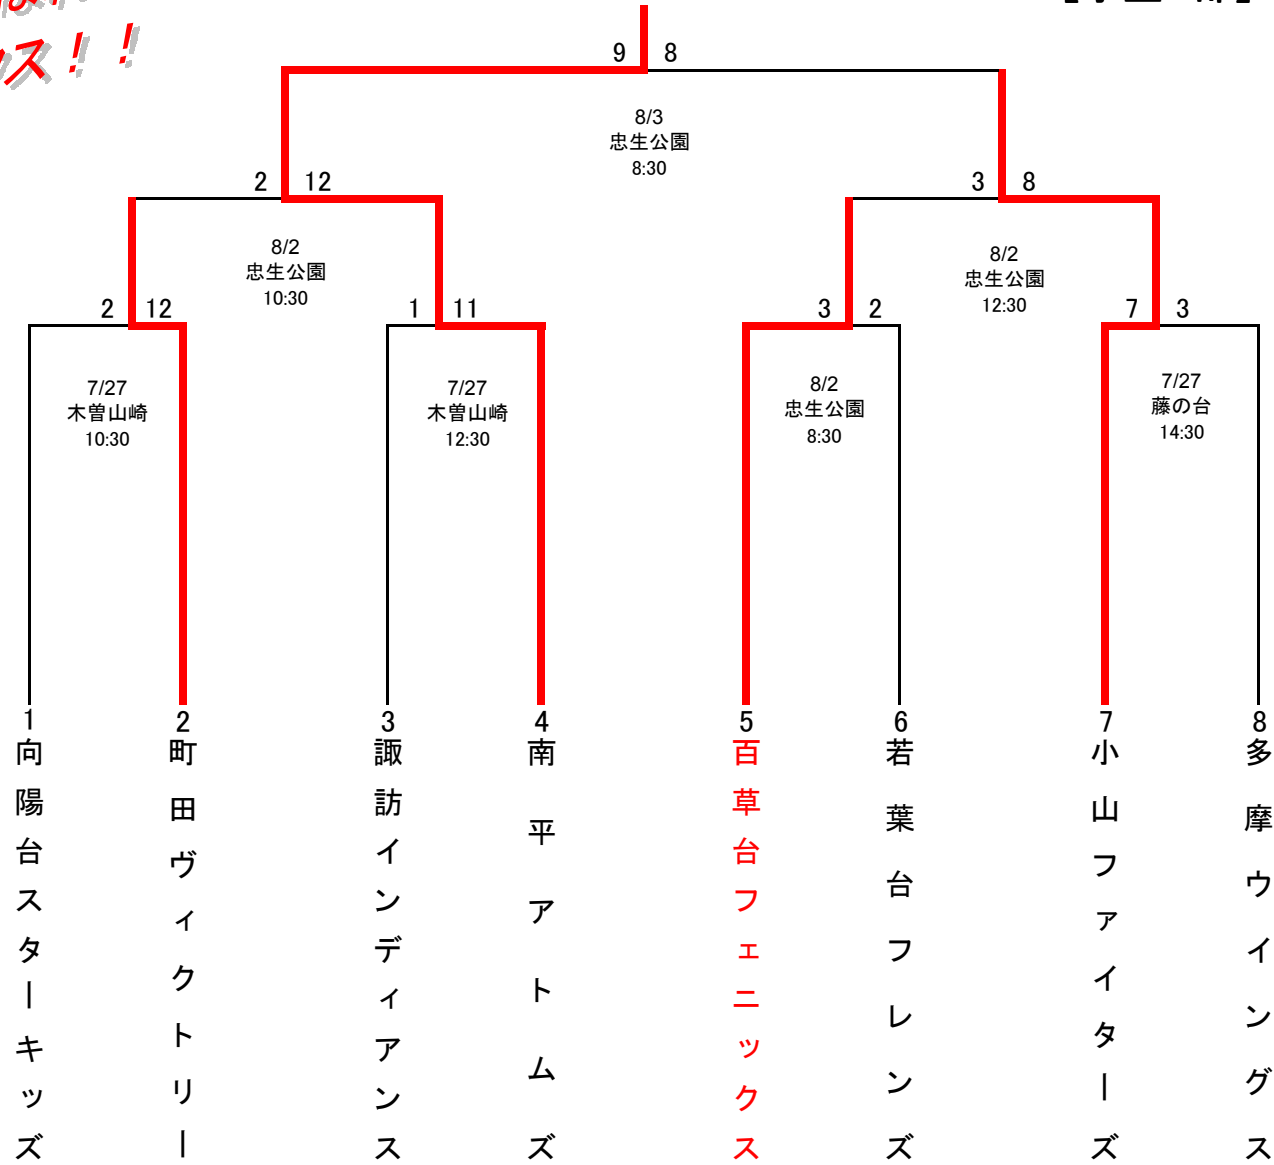 ス！！
9 8
8/3
忠生公園
8:30
2 12
3 8
8/2
忠生公園
10:30
8/2
忠生公園
12:30
2 12
1 11
3 2
7 3
7/27
木曽山崎
10:30
7/27
木曽山崎
12:30
8/2
忠生公園
8:30
7/27
藤の台
14:30
1
向陽台スターキッズ
2
町田ヴィクトリー
3
諏訪インディアンス
4
南平アトムズ
5
百草台フェニックス
6
若葉台フレンズ
7
小山ファイターズ
8
多摩ウイングス